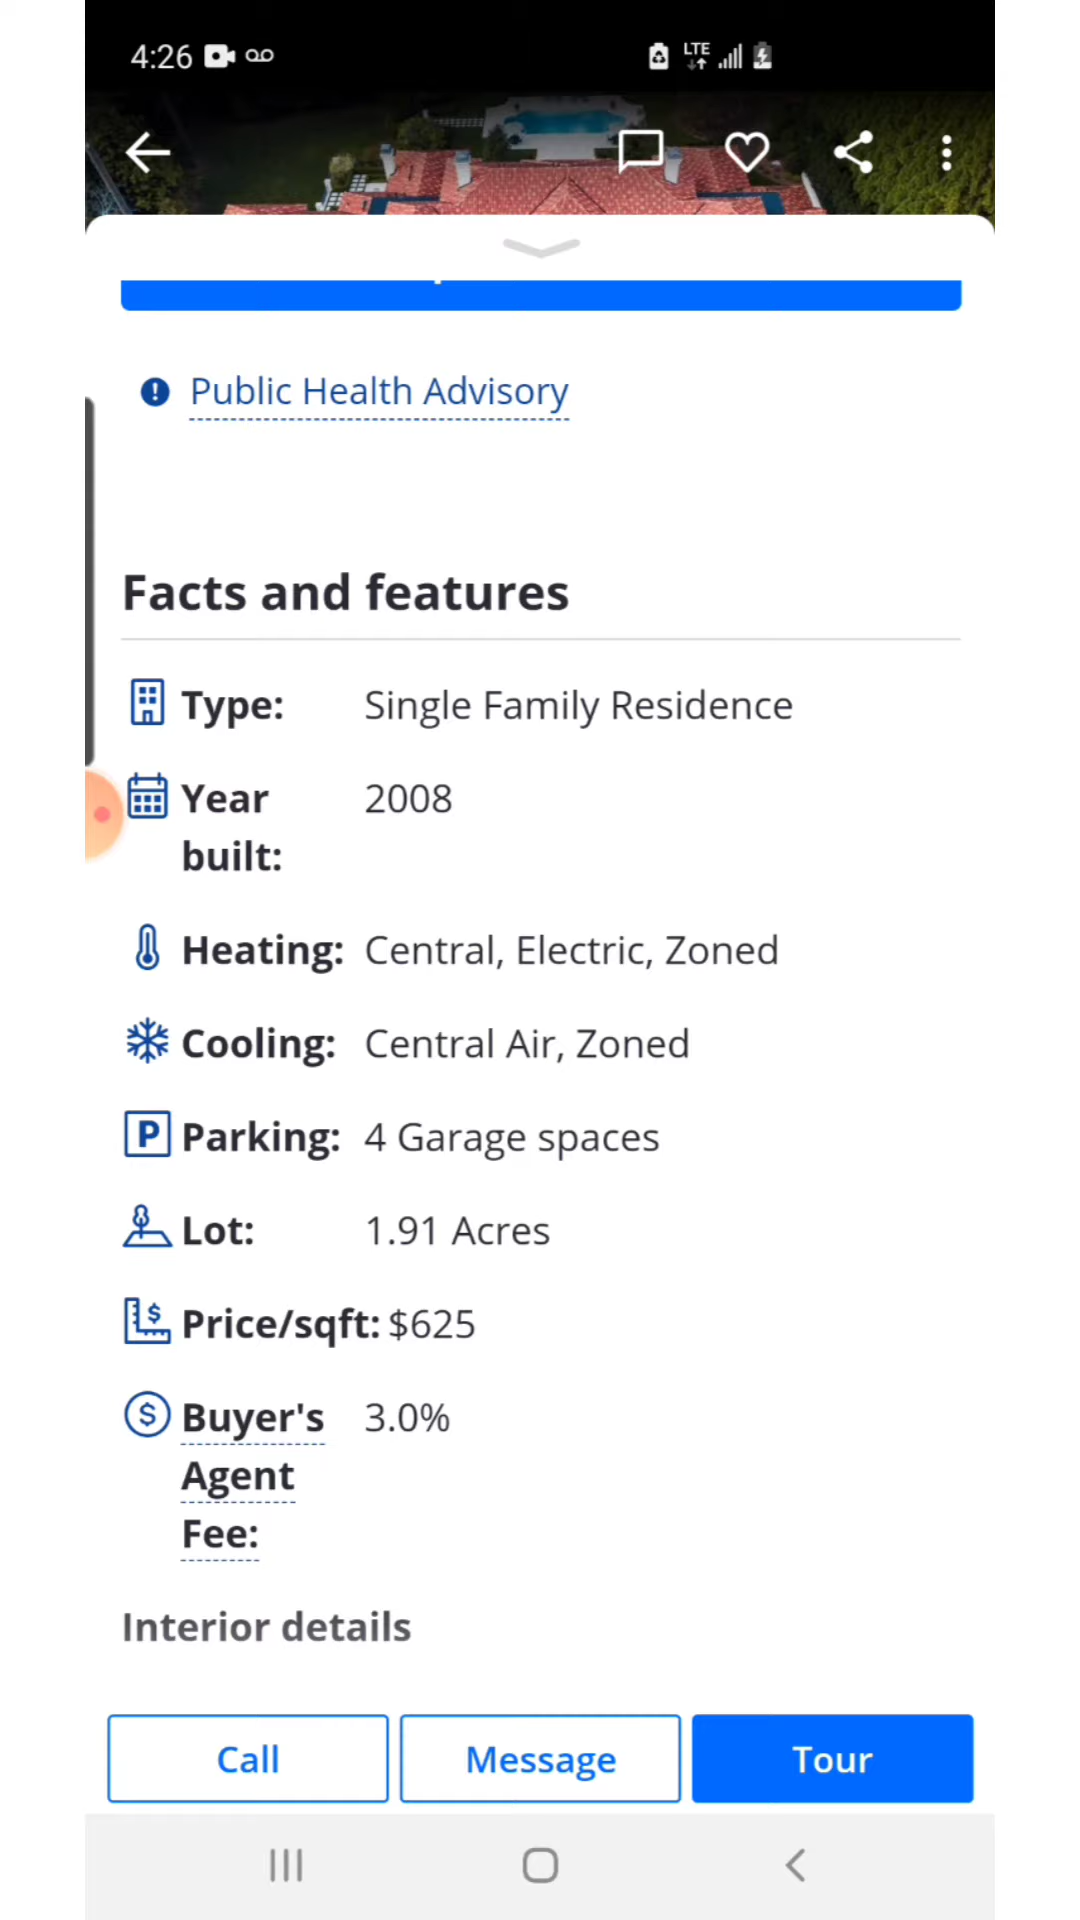 4:26 LTE
Public Health Advisory
Facts and features
Type: Single Family Residence
Year 2008
built:
Heating: Central, Electric, Zoned
Cooling: Central Air, Zoned
P Parking: 4 Garage spaces
Lot: 1.91 Acres
$ Price/sqft: $625
$ Buyer's 3.0%
Agent
Fee:
Interior details
Call Message Tour